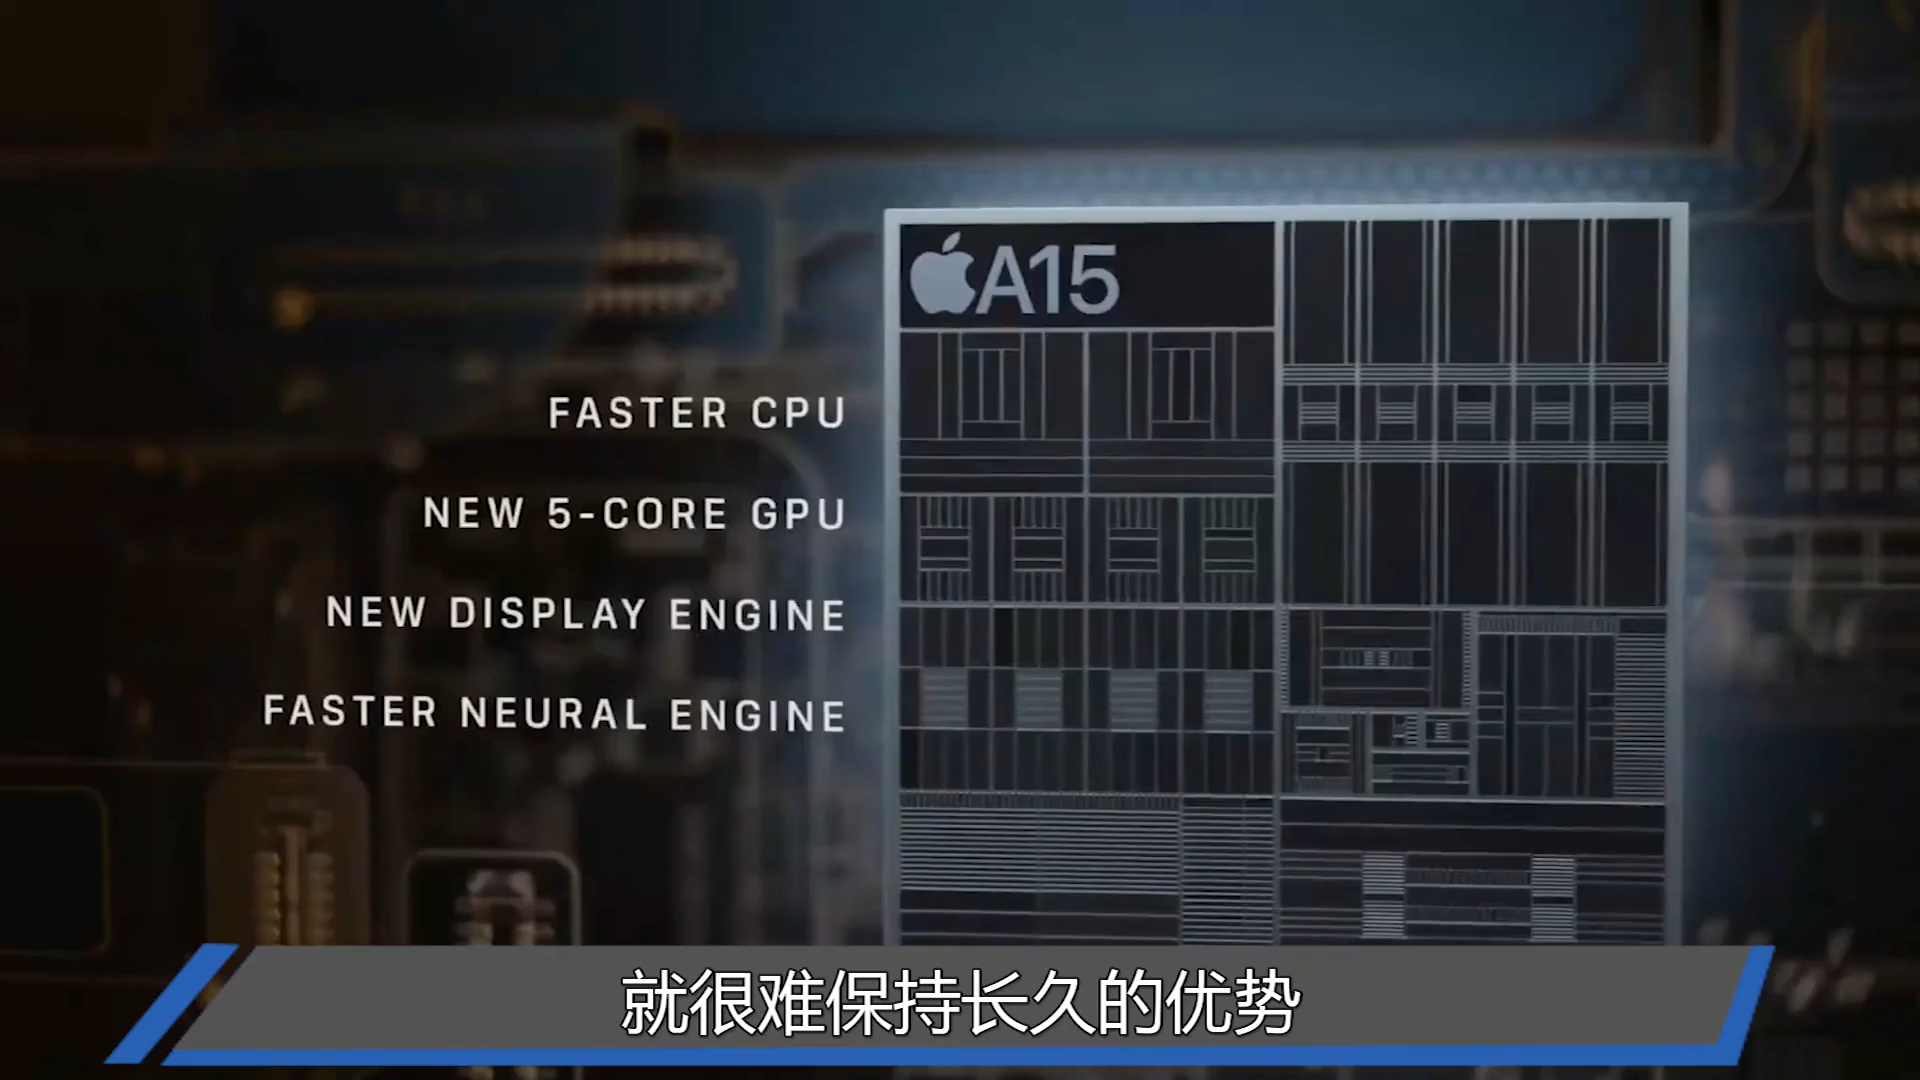 A15
FASTER CPU
NEW 5-CORE GPU
NEW DISPLAY ENGINE
FASTER NEURAL ENGINE
就很难保持长久的优势